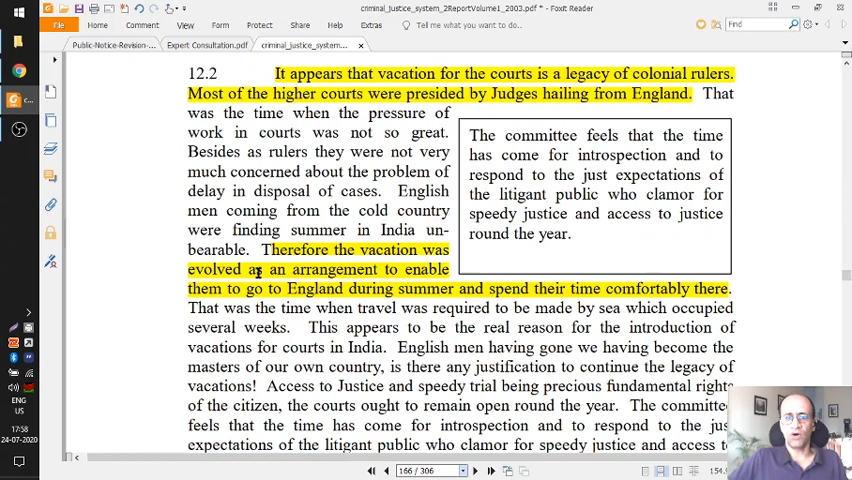 criminal_justice_system_2ReportVolume1_2003.pdf * - Foxit Reader
File Home Comment View Form Protect Share Help Extras Tell me what you want to do... Find
Public-Notice-Revision-... Expert Consultation.pdf criminal_justice_system...
12.2 It appears that vacation for the courts is a legacy of colonial rulers.
Most of the higher courts were presided by Judges hailing from England. That
was the time when the pressure of
work in courts was not so great.
Besides as rulers they were not very
much concerned about the problem of
delay in disposal of cases. English
men coming from the cold country
were finding summer in India un-
bearable. Therefore the vacation was
evolved as an arrangement to enable
The committee feels that the time
has come for introspection and to
respond to the just expectations of
the litigant public who clamor for
speedy justice and access to justice
round the year.
them to go to England during summer and spend their time comfortably there.
That was the time when travel was required to be made by sea which occupied
several weeks. This appears to be the real reason for the introduction of
vacations for courts in India. English men having gone we having become the
masters of our own country, is there any justification to continue the legacy of
vacations! Access to Justice and speedy trial being precious fundamental rights
of the citizen, the courts ought to remain open round the year. The committee
feels that the time has come for introspection and to respond to the just
expectations of the litigant public who clamor for speedy justice and access to
ENG
US
17:58
24-07-2020
166 / 306
154.9